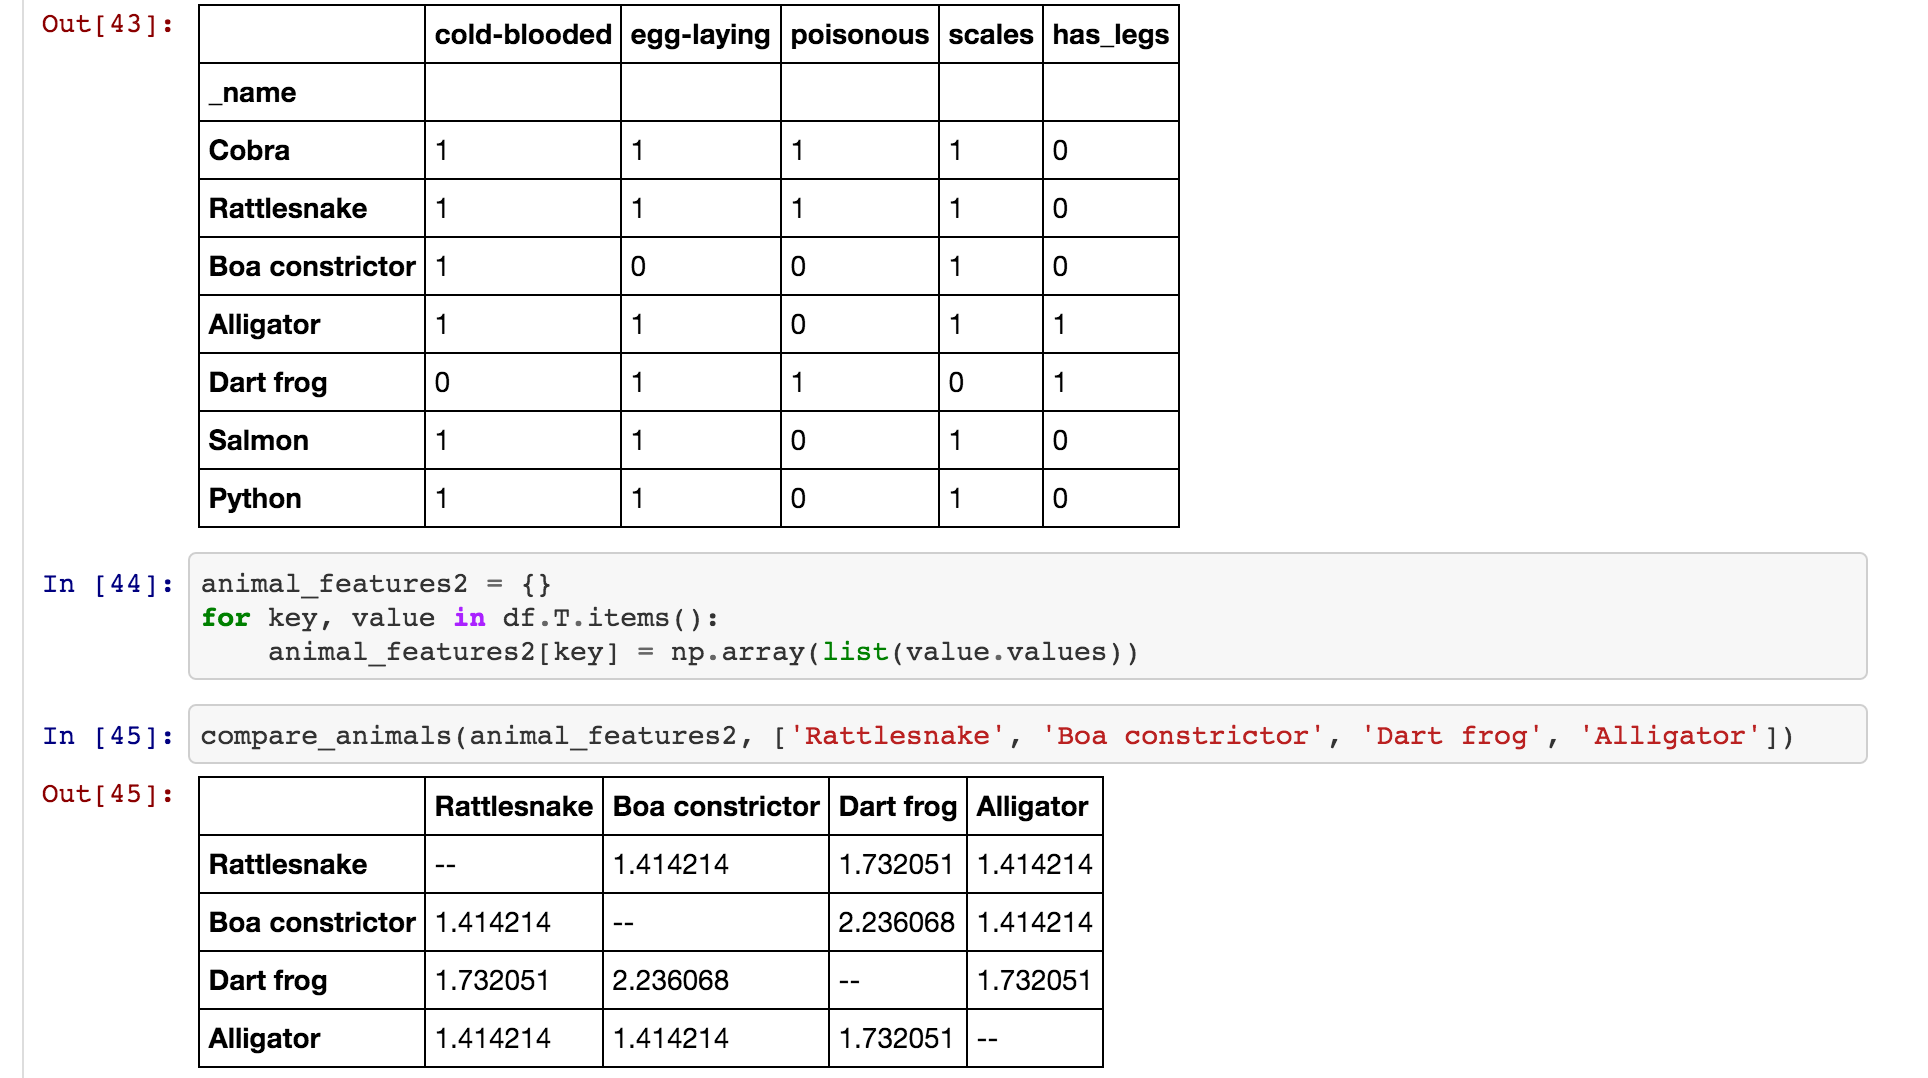 Out[43]:
cold-blooded egg-laying poisonous scales has_legs
_name
Cobra 1 1 1 1 0
Rattlesnake 1 1 1 1 0
Boa constrictor 1 0 0 1 0
Alligator 1 1 0 1 1
Dart frog 0 1 1 0 1
Salmon 1 1 0 1 0
Python 1 1 0 1 0
In [44]: animal_features2 = {}
for key, value in df.T.items():
    animal_features2[key] = np.array(list(value.values))
In [45]: compare_animals(animal_features2, ['Rattlesnake', 'Boa constrictor', 'Dart frog', 'Alligator'])
Out[45]:
Rattlesnake Boa constrictor Dart frog Alligator
Rattlesnake -- 1.414214 1.732051 1.414214
Boa constrictor 1.414214 -- 2.236068 1.414214
Dart frog 1.732051 2.236068 -- 1.732051
Alligator 1.414214 1.414214 1.732051 --